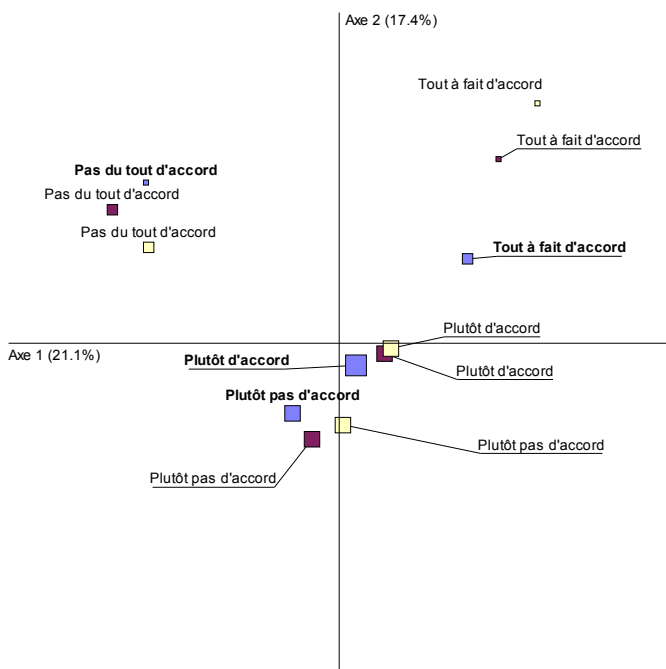 Axe 2 (17.4%)
Tout à fait d'accord
Tout à fait d'accord
Pas du tout d'accord
Pas du tout d'accord
Pas du tout d'accord
Tout à fait d'accord
Plutôt d'accord
Axe 1 (21.1%)
Plutôt d'accord
Plutôt d'accord
Plutôt pas d'accord
Plutôt pas d'accord
Plutôt pas d'accord